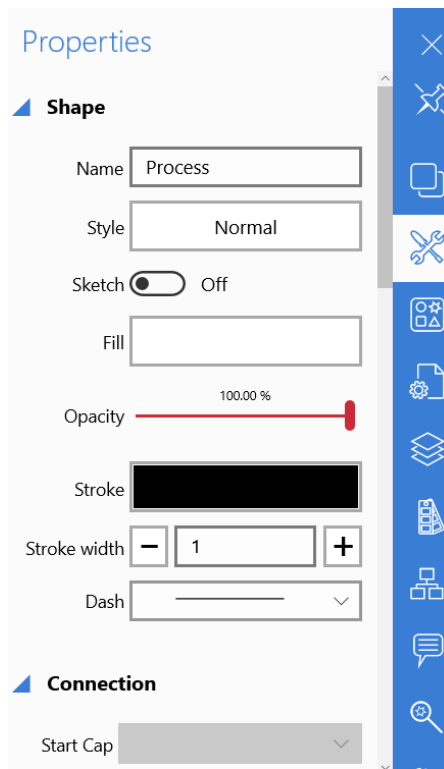 Properties
Shape
Name Process
Style Normal
Sketch Off
Fill
100.00 %
Opacity
Stroke
Stroke width 1
Dash
Connection
Start Cap